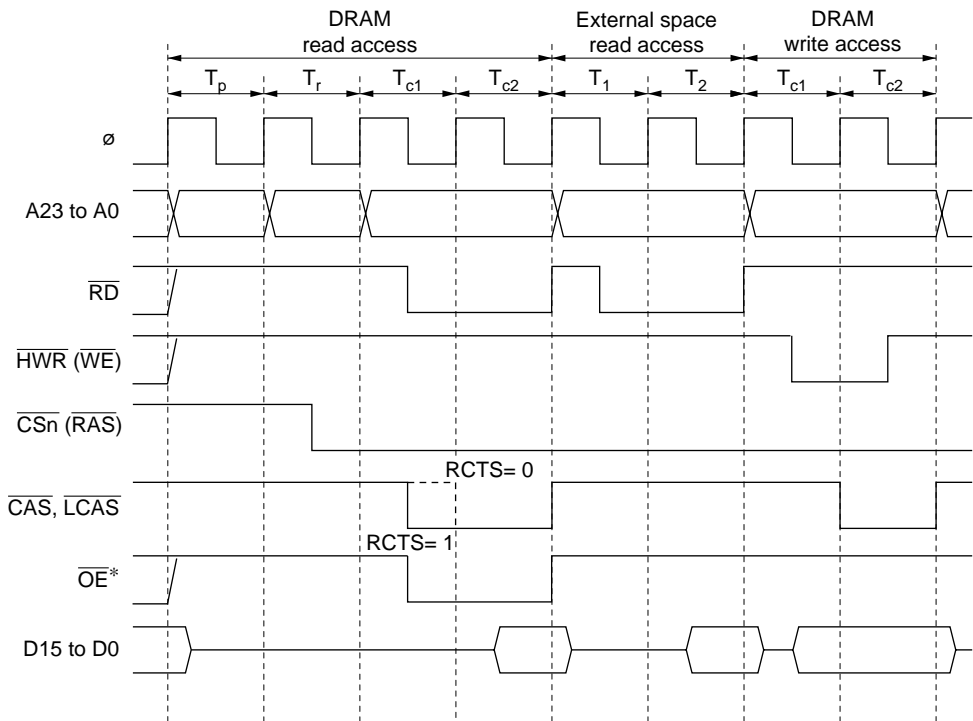 DRAM
read access
External space
read access
DRAM
write access
Tp
Tr
Tc1
Tc2
T1
T2
Tc1
Tc2
ø
A23 to A0
RD
HWR (WE)
CSn (RAS)
RCTS= 0
CAS, LCAS
RCTS= 1
OE*
D15 to D0